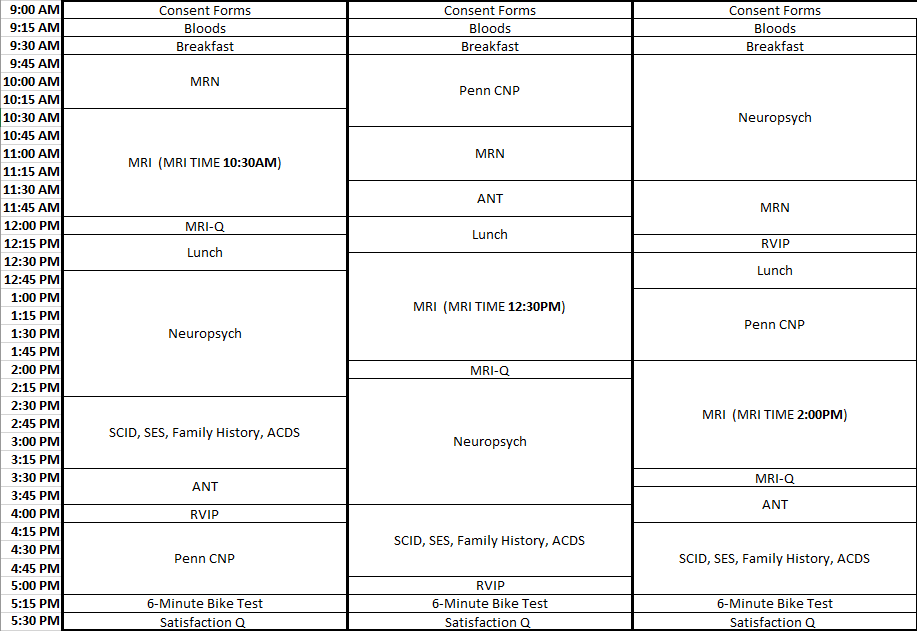 9:00 AM Consent Forms Consent Forms Consent Forms
9:15 AM Bloods Bloods Bloods
9:30 AM Breakfast Breakfast Breakfast
9:45 AM
10:00 AM MRN Penn CNP
10:15 AM
10:30 AM Neuropsych
10:45 AM
11:00 AM MRI (MRI TIME 10:30AM) MRN
11:15 AM
11:30 AM ANT
11:45 AM MRN
12:00 PM MRI-Q Lunch
12:15 PM RVIP
12:30 PM Lunch Lunch
12:45 PM
1:00 PM MRI (MRI TIME 12:30PM)
1:15 PM Penn CNP
1:30 PM Neuropsych
1:45 PM
2:00 PM MRI-Q
2:15 PM
2:30 PM MRI (MRI TIME 2:00PM)
2:45 PM SCID, SES, Family History, ACDS
3:00 PM Neuropsych
3:15 PM
3:30 PM ANT MRI-Q
3:45 PM ANT
4:00 PM RVIP
4:15 PM
4:30 PM Penn CNP SCID, SES, Family History, ACDS SCID, SES, Family History, ACDS
4:45 PM
5:00 PM RVIP
5:15 PM 6-Minute Bike Test 6-Minute Bike Test 6-Minute Bike Test
5:30 PM Satisfaction Q Satisfaction Q Satisfaction Q